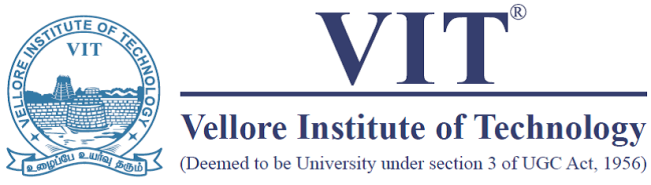 VELLORE INSTITUTE OF TECHNOLOGY
VIT
உழைப்பே உயர்வு தரும்
VIT®
Vellore Institute of Technology
(Deemed to be University under section 3 of UGC Act, 1956)